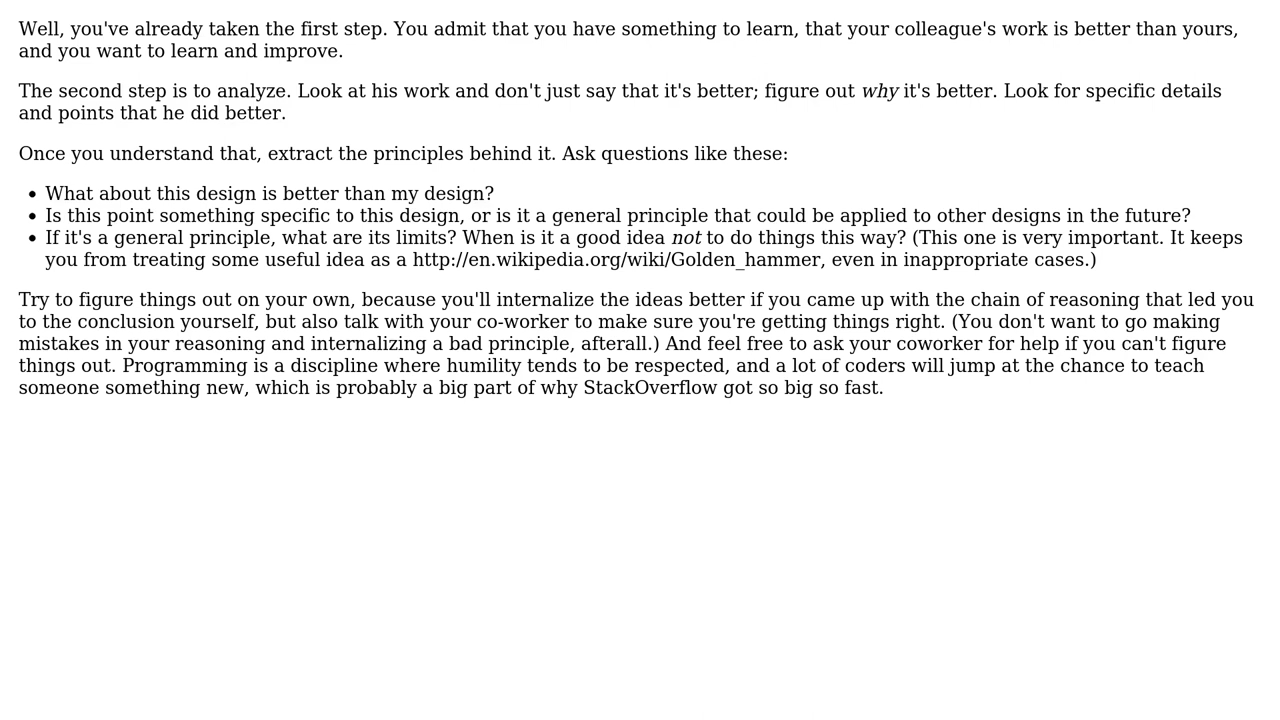 Well, you've already taken the first step. You admit that you have something to learn, that your colleague's work is better than yours,
and you want to learn and improve.
The second step is to analyze. Look at his work and don't just say that it's better; figure out why it's better. Look for specific details
and points that he did better.
Once you understand that, extract the principles behind it. Ask questions like these:
• What about this design is better than my design?
• Is this point something specific to this design, or is it a general principle that could be applied to other designs in the future?
• If it's a general principle, what are its limits? When is it a good idea not to do things this way? (This one is very important. It keeps
you from treating some useful idea as a http://en.wikipedia.org/wiki/Golden_hammer, even in inappropriate cases.)
Try to figure things out on your own, because you'll internalize the ideas better if you came up with the chain of reasoning that led you
to the conclusion yourself, but also talk with your co-worker to make sure you're getting things right. (You don't want to go making
mistakes in your reasoning and internalizing a bad principle, afterall.) And feel free to ask your coworker for help if you can't figure
things out. Programming is a discipline where humility tends to be respected, and a lot of coders will jump at the chance to teach
someone something new, which is probably a big part of why StackOverflow got so big so fast.